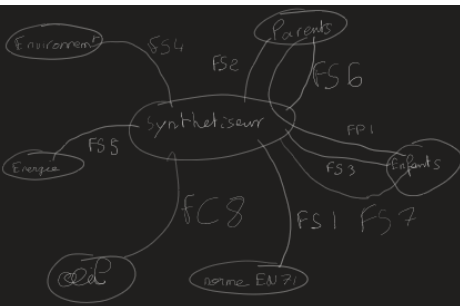 Parents
Environnement
FS4
FS2
FS6
Synthetiseur
FP1
FS5
Energie
FS3
Enfants
FC8
FS1
FS7
norme EN71